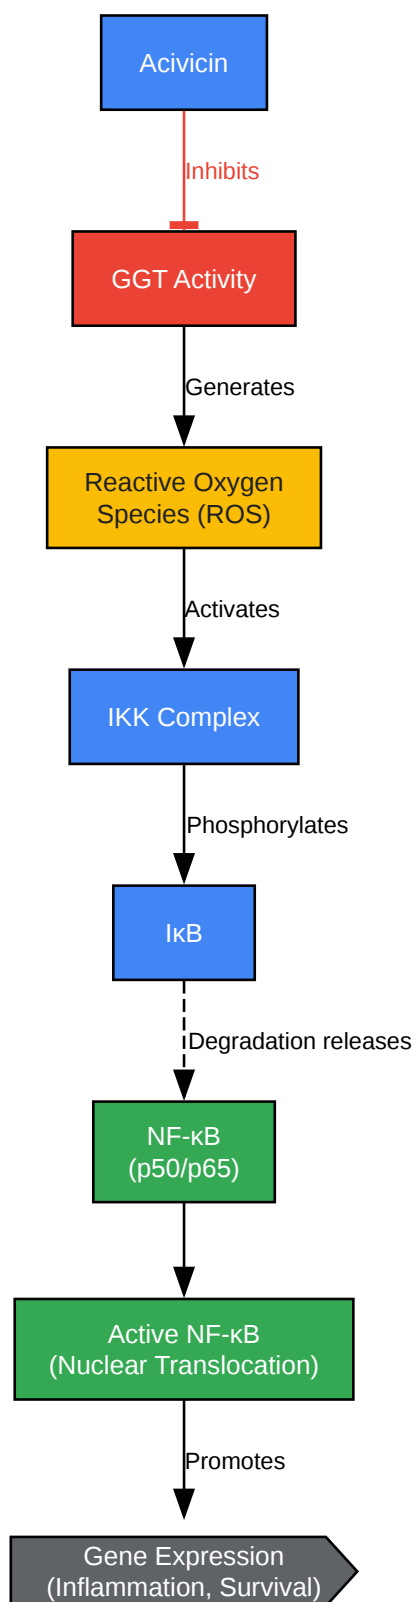 Acivicin
Inhibits
GGT Activity
Generates
Reactive Oxygen
Species (ROS)
Activates
IKK Complex
Phosphorylates
IκB
Degradation releases
NF-κB
(p50/p65)
Active NF-κB
(Nuclear Translocation)
Promotes
Gene Expression
(Inflammation, Survival)